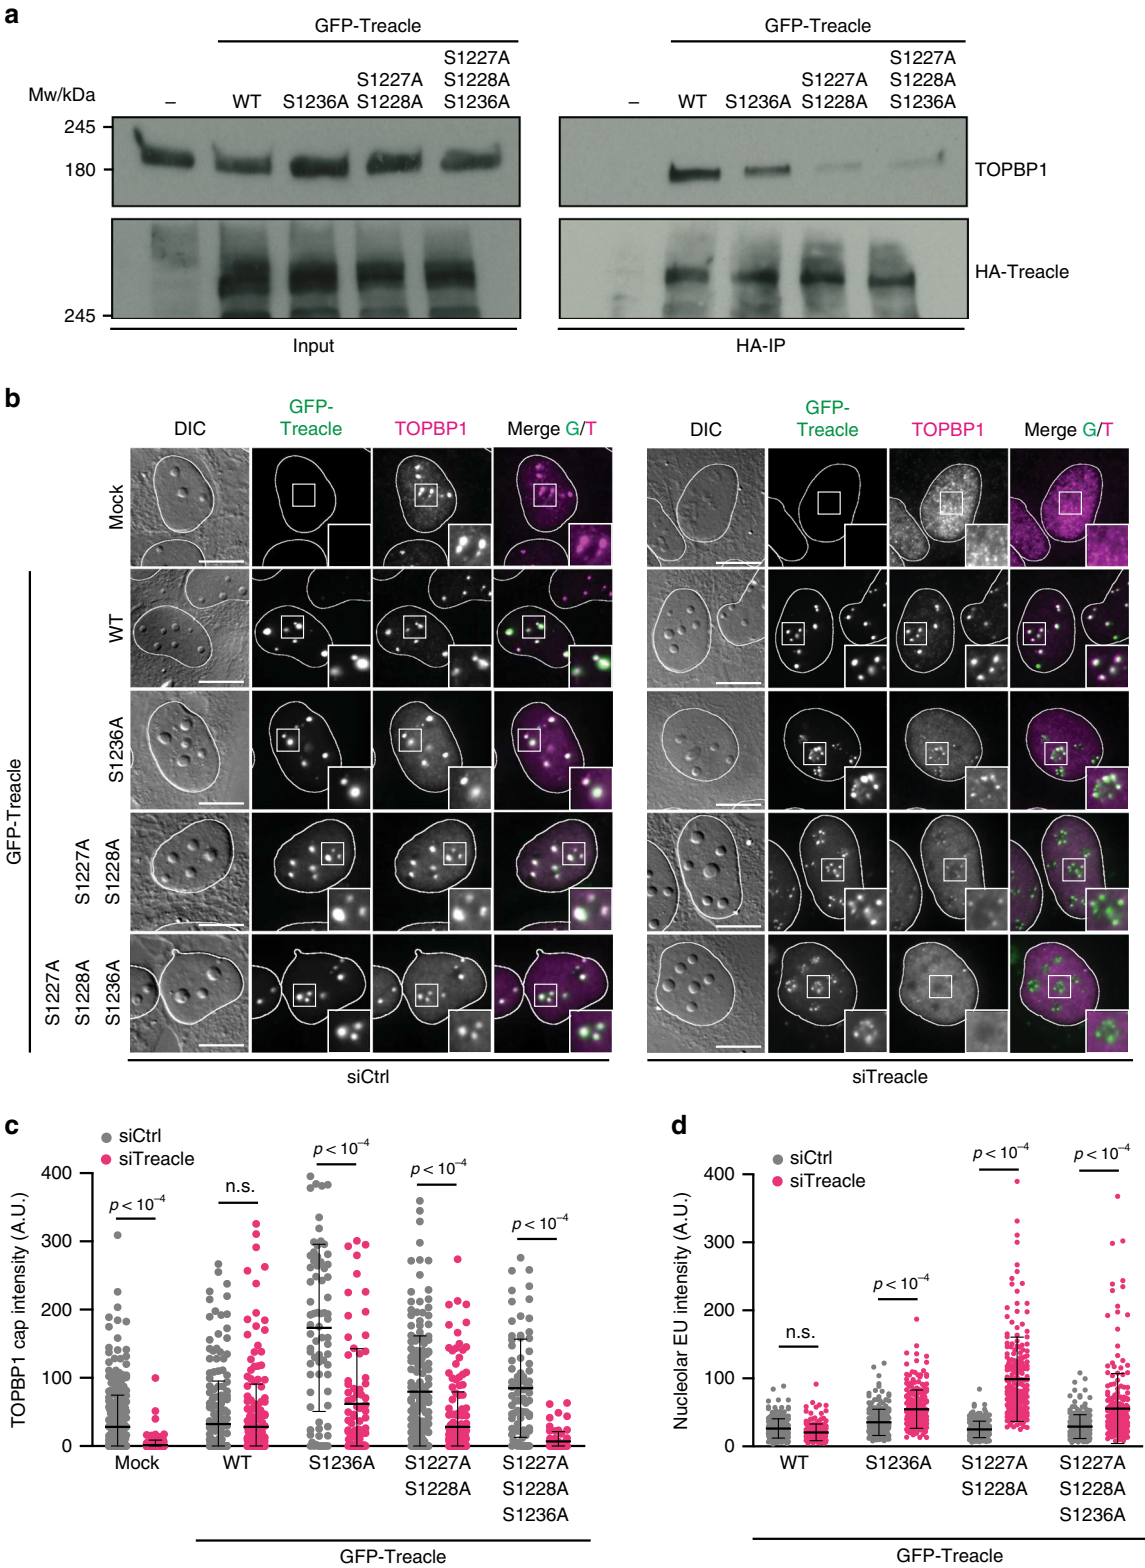 a
GFP-Treacle
GFP-Treacle
Mw/kDa
–
WT
S1236A
S1227A
S1228A
S1227A
S1228A
S1236A
–
WT
S1236A
S1227A
S1228A
S1227A
S1228A
S1236A
245
180
TOPBP1
245
HA-Treacle
Input
HA-IP
b
DIC
GFP-
Treacle
TOPBP1
Merge G/T
DIC
GFP-
Treacle
TOPBP1
Merge G/T
Mock
GFP-Treacle
WT
S1236A
S1227A
S1228A
S1227A
S1228A
S1236A
siCtrl
siTreacle
c
siCtrl
siTreacle
TOPBP1 cap intensity (A.U.)
400
300
200
100
0
p < 10–4
n.s.
p < 10–4
p < 10–4
p < 10–4
Mock
WT
S1236A
S1227A
S1228A
S1227A
S1228A
S1236A
GFP-Treacle
d
siCtrl
siTreacle
Nucleolar EU intensity (A.U.)
400
300
200
100
0
n.s.
p < 10–4
p < 10–4
p < 10–4
WT
S1236A
S1227A
S1228A
S1227A
S1228A
S1236A
GFP-Treacle